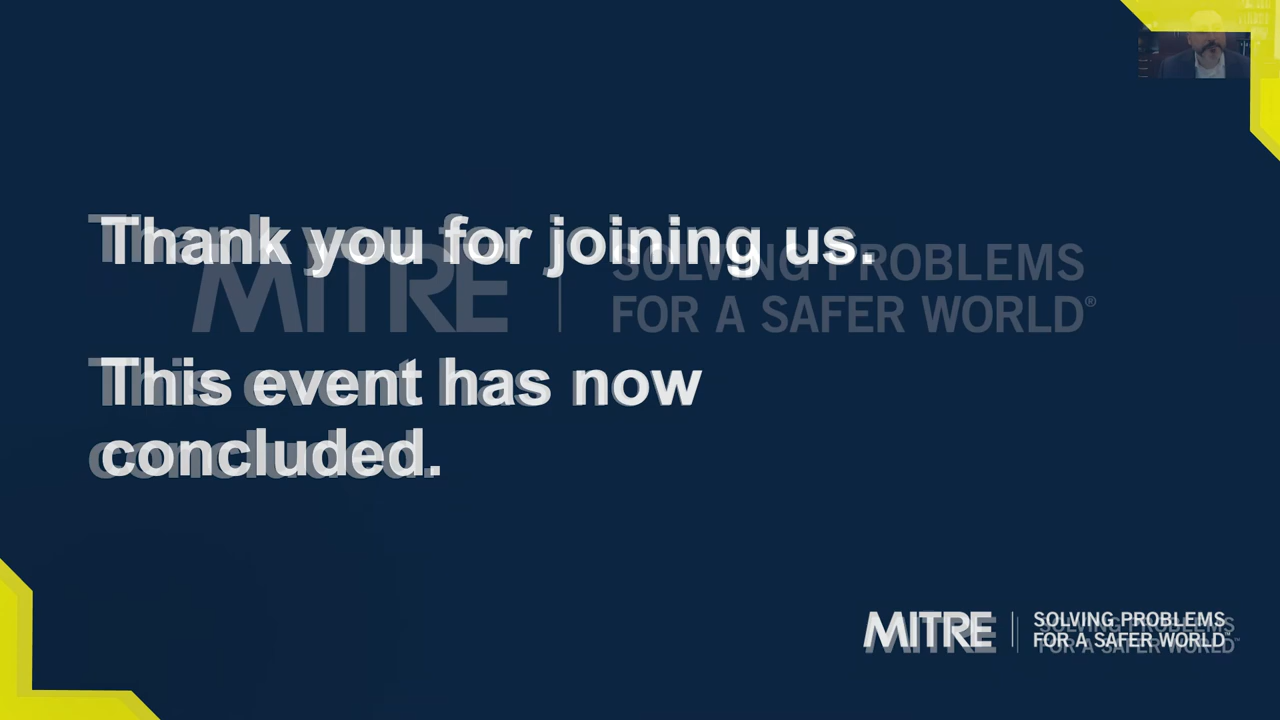 Thank you for joining us.
MITRE
SOLVING PROBLEMS
FOR A SAFER WORLD®
This event has now
concluded.
MITRE
SOLVING PROBLEMS
FOR A SAFER WORLD